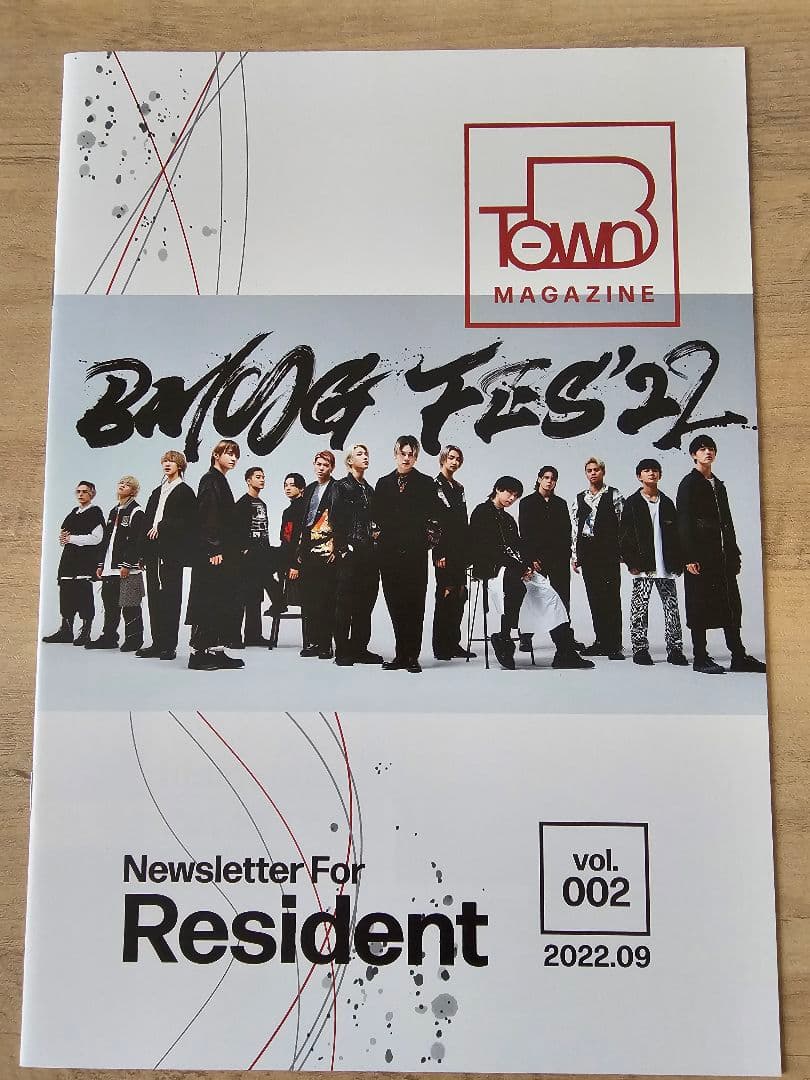 B-Town
MAGAZINE
BMSG FES'22
Newsletter For
Resident
vol.
002
2022.09